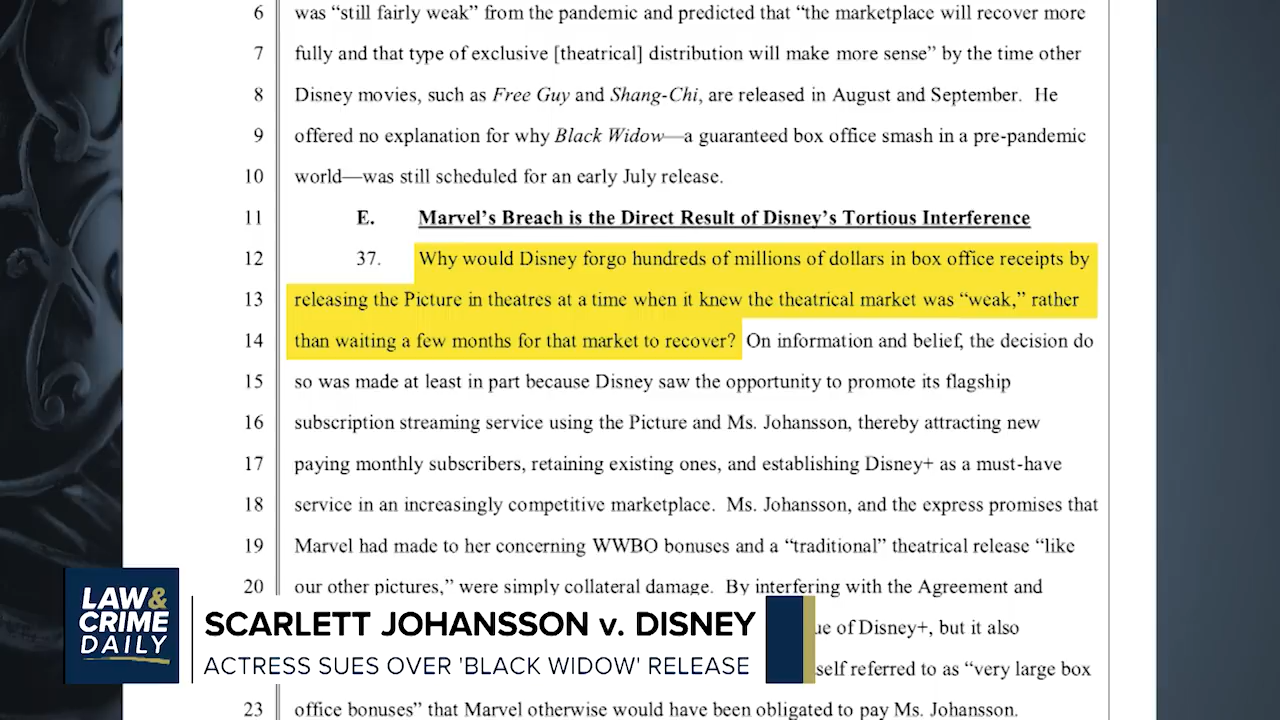 6 was “still fairly weak” from the pandemic and predicted that “the marketplace will recover more
7 fully and that type of exclusive [theatrical] distribution will make more sense” by the time other
8 Disney movies, such as Free Guy and Shang-Chi, are released in August and September. He
9 offered no explanation for why Black Widow—a guaranteed box office smash in a pre-pandemic
10 world—was still scheduled for an early July release.
11 E. Marvel’s Breach is the Direct Result of Disney’s Tortious Interference
12 37. Why would Disney forgo hundreds of millions of dollars in box office receipts by
13 releasing the Picture in theatres at a time when it knew the theatrical market was “weak,” rather
14 than waiting a few months for that market to recover? On information and belief, the decision do
15 so was made at least in part because Disney saw the opportunity to promote its flagship
16 subscription streaming service using the Picture and Ms. Johansson, thereby attracting new
17 paying monthly subscribers, retaining existing ones, and establishing Disney+ as a must-have
18 service in an increasingly competitive marketplace. Ms. Johansson, and the express promises that
19 Marvel had made to her concerning WWBO bonuses and a “traditional” theatrical release “like
20 our other pictures,” were simply collateral damage. By interfering with the Agreement and
ue of Disney+, but it also
self referred to as “very large box
23 office bonuses” that Marvel otherwise would have been obligated to pay Ms. Johansson.
LAW&
CRIME
DAILY
SCARLETT JOHANSSON v. DISNEY
ACTRESS SUES OVER 'BLACK WIDOW' RELEASE